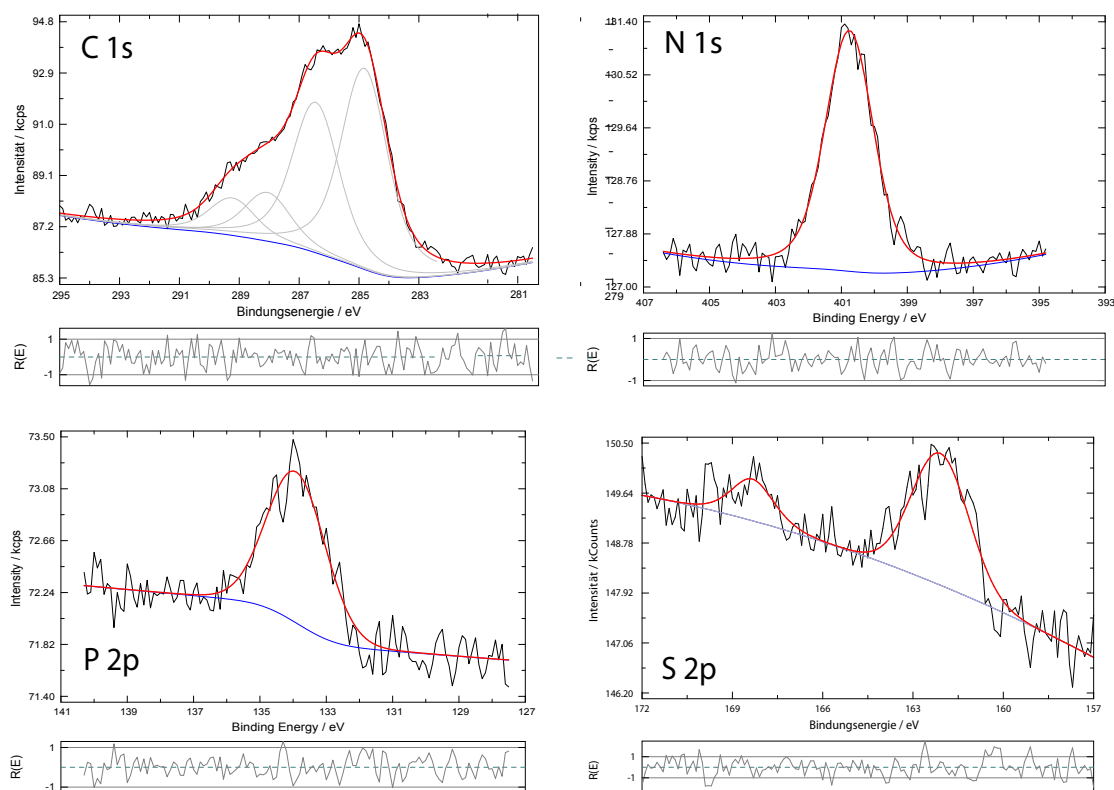 C 1s
94.8
92.9
91.0
89.1
87.2
85.3
Intensität / kcps
295 293 291 289 287 285 283 281
Bindungsenergie / eV
279
R(E)
1
-1
N 1s
131.40
130.52
129.64
128.76
127.88
127.00
Intensity / kcps
407 405 403 401 399 397 395 393
Binding Energy / eV
R(E)
1
-1
P 2p
73.50
73.08
72.66
72.24
71.82
71.40
Intensity / kcps
141 139 137 135 133 131 129 127
Binding Energy / eV
R(E)
1
-1
S 2p
150.50
149.64
148.78
147.92
147.06
146.20
Intensität / kCounts
172 169 166 163 160 157
Bindungsenergie / eV
R(E)
1
-1